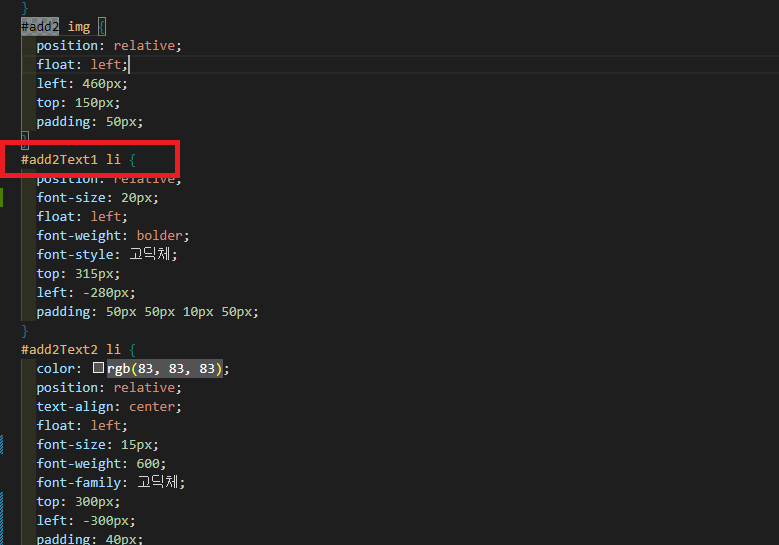 }
#add2 img {
position: relative;
float: left;
left: 460px;
top: 150px;
padding: 50px;
}
#add2Text1 li {
position: relative;
font-size: 20px;
float: left;
font-weight: bolder;
font-style: 고딕체;
top: 315px;
left: -280px;
padding: 50px 50px 10px 50px;
}
#add2Text2 li {
color: rgb(83, 83, 83);
position: relative;
text-align: center;
float: left;
font-size: 15px;
font-weight: 600;
font-family: 고딕체;
top: 300px;
left: -300px;
padding: 40px;